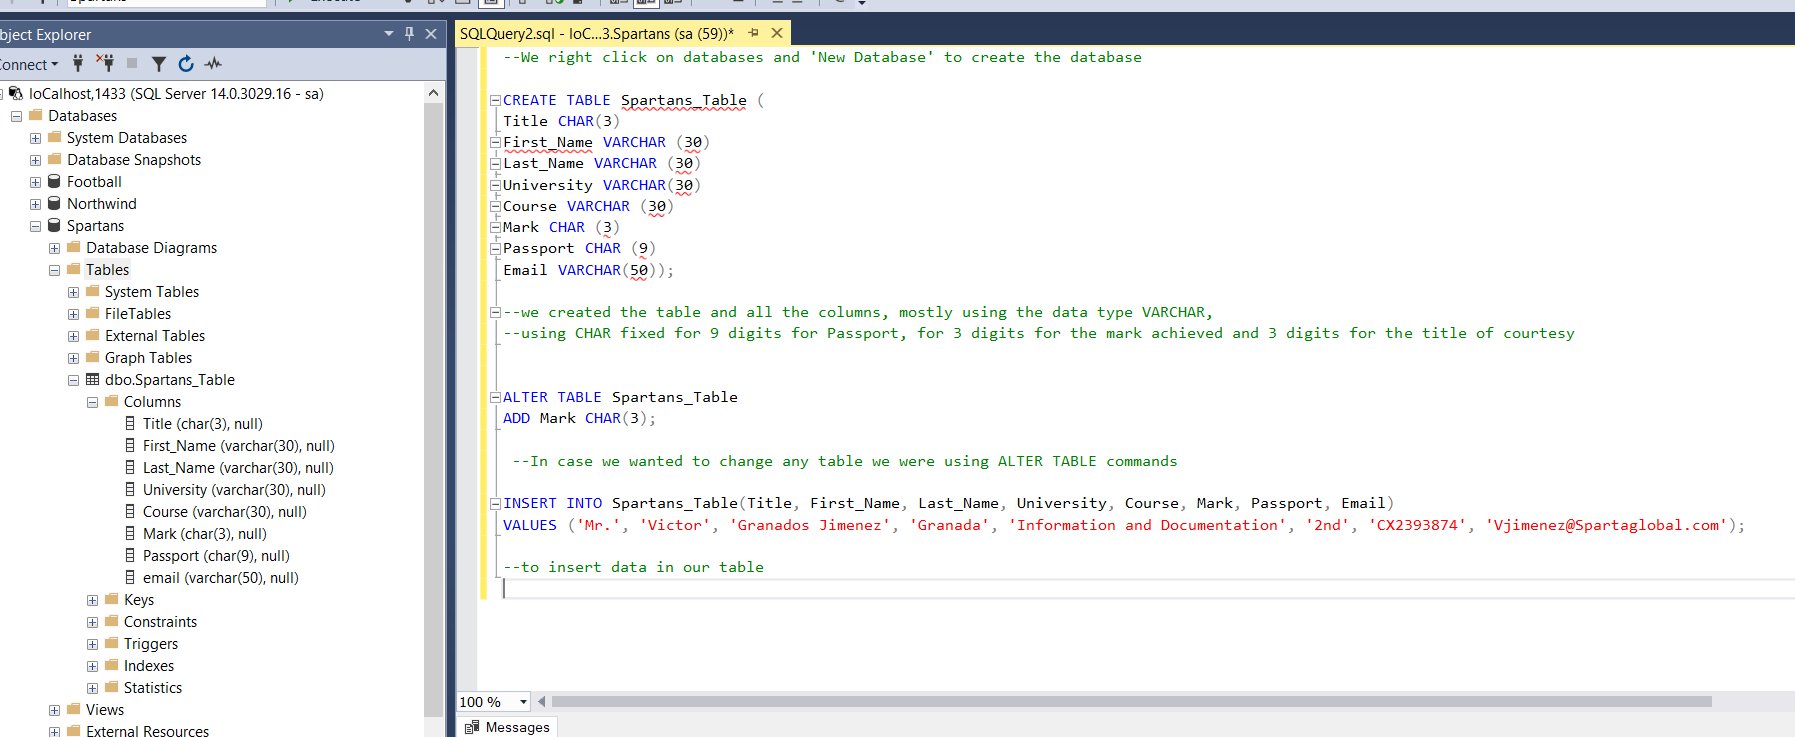 Object Explorer
Connect
loCalhost,1433 (SQL Server 14.0.3029.16 - sa)
Databases
System Databases
Database Snapshots
Football
Northwind
Spartans
Database Diagrams
Tables
System Tables
FileTables
External Tables
Graph Tables
dbo.Spartans_Table
Columns
Title (char(3), null)
First_Name (varchar(30), null)
Last_Name (varchar(30), null)
University (varchar(30), null)
Course (varchar(30), null)
Mark (char(3), null)
Passport (char(9), null)
email (varchar(50), null)
Keys
Constraints
Triggers
Indexes
Statistics
Views
External Resources
SQLQuery2.sql - loC...3.Spartans (sa (59))*
--We right click on databases and 'New Database' to create the database
CREATE TABLE Spartans_Table (
Title CHAR(3)
First_Name VARCHAR (30)
Last_Name VARCHAR (30)
University VARCHAR(30)
Course VARCHAR (30)
Mark CHAR (3)
Passport CHAR (9)
Email VARCHAR(50));
--we created the table and all the columns, mostly using the data type VARCHAR,
--using CHAR fixed for 9 digits for Passport, for 3 digits for the mark achieved and 3 digits for the title of courtesy
ALTER TABLE Spartans_Table
ADD Mark CHAR(3);
--In case we wanted to change any table we were using ALTER TABLE commands
INSERT INTO Spartans_Table(Title, First_Name, Last_Name, University, Course, Mark, Passport, Email)
VALUES ('Mr.', 'Victor', 'Granados Jimenez', 'Granada', 'Information and Documentation', '2nd', 'CX2393874', 'Vjimenez@Spartaglobal.com');
--to insert data in our table
100 %
Messages